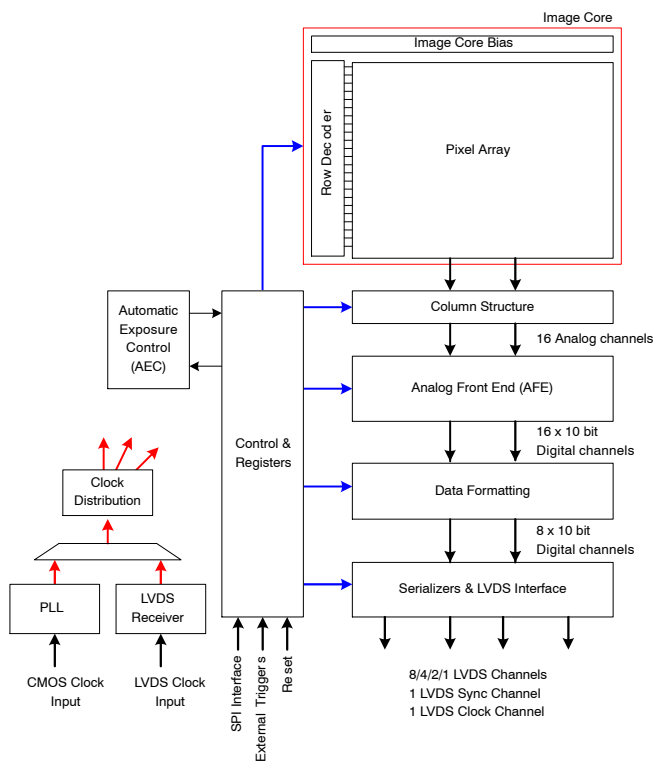 Image Core
Image Core Bias
Row Decoder
Pixel Array
Column Structure
16 Analog channels
Automatic
Exposure
Control
(AEC)
Analog Front End (AFE)
16 x 10 bit
Digital channels
Control &
Registers
Clock
Distribution
Data Formatting
8 x 10 bit
Digital channels
PLL
LVDS
Receiver
Serializers & LVDS Interface
CMOS Clock
Input
LVDS Clock
Input
SPI Interface
External Triggers
Reset
8/4/2/1 LVDS Channels
1 LVDS Sync Channel
1 LVDS Clock Channel